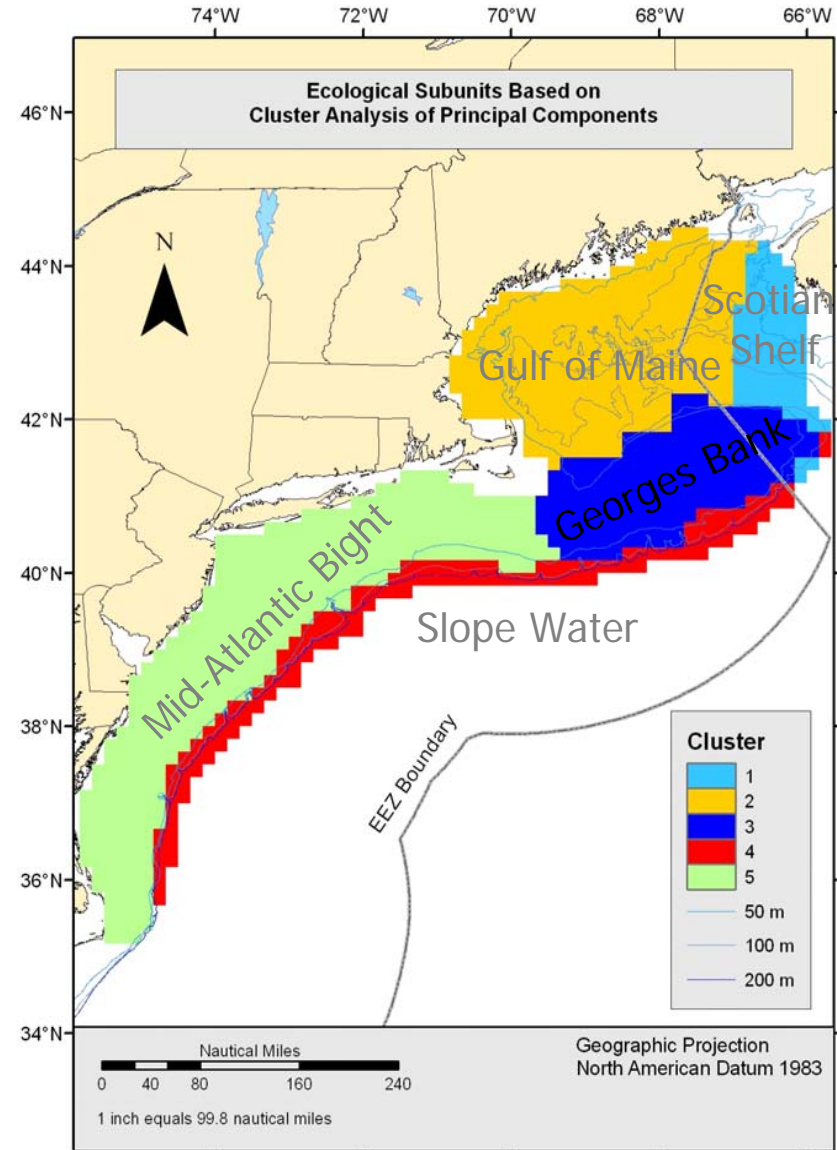 74°W 72°W 70°W 68°W 66°W
Ecological Subunits Based on
Cluster Analysis of Principal Components
46°N
N
44°N
Scotian
Shelf
Gulf of Maine
42°N
Georges Bank
40°N
Mid-Atlantic Bight
Slope Water
38°N
EEZ Boundary
36°N
34°N
Cluster
1
2
3
4
5
50 m
100 m
200 m
Nautical Miles
0 40 80 160 240
1 inch equals 99.8 nautical miles
Geographic Projection
North American Datum 1983